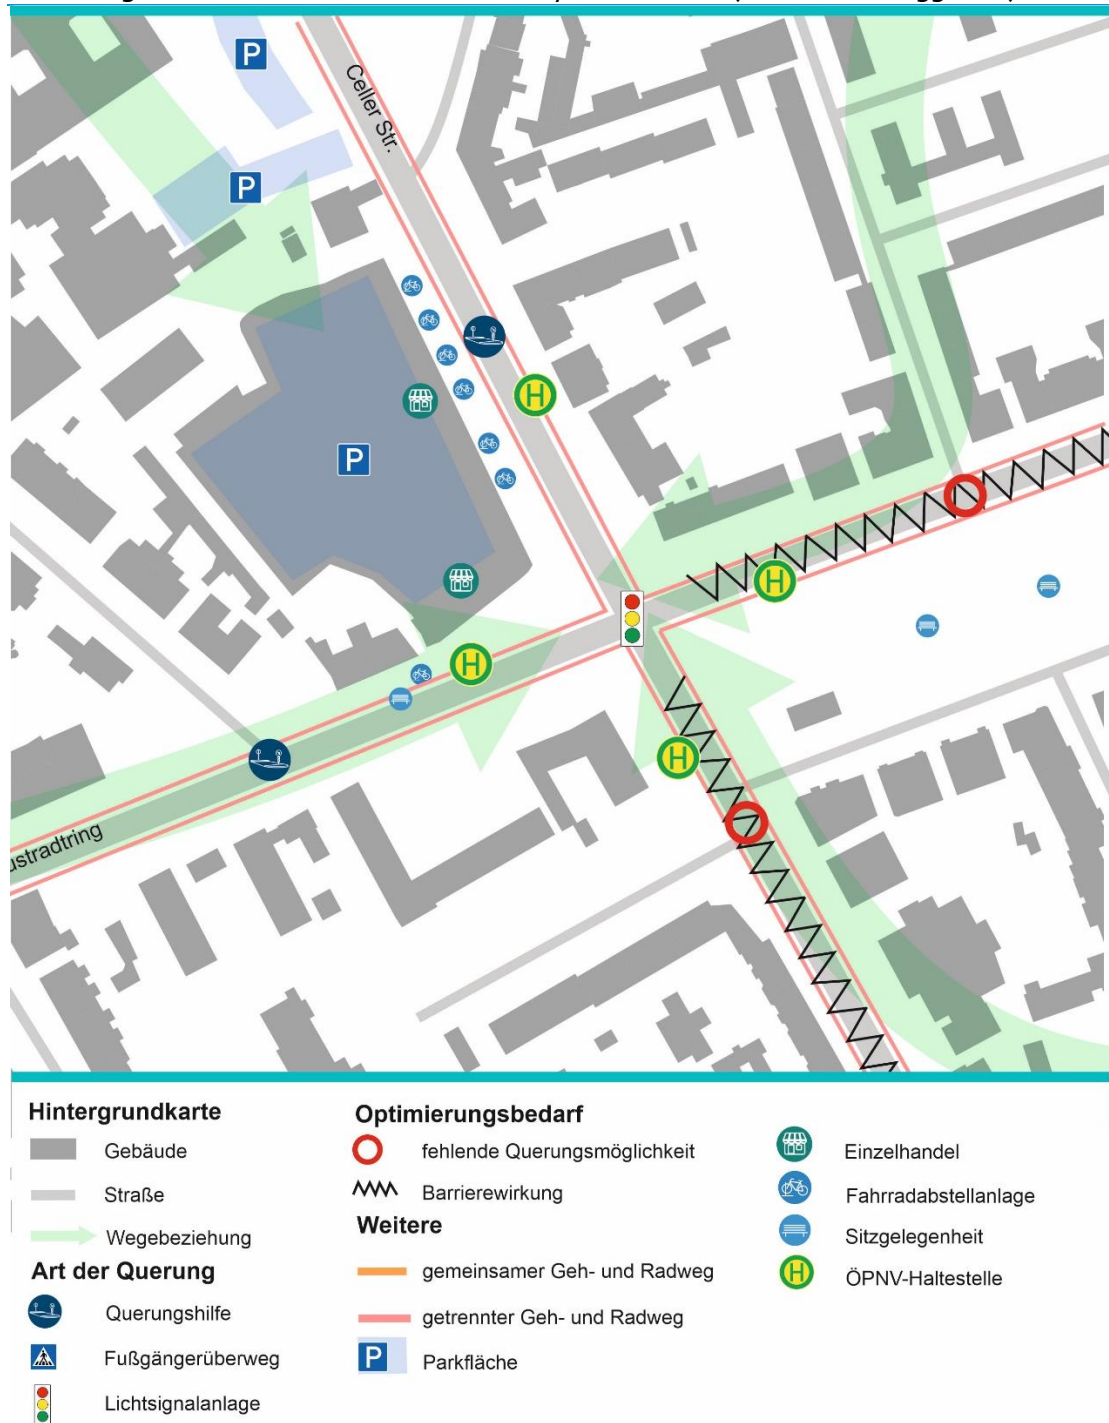 P
Celler Str.
P
H
P
H
H
H
ustradtring
Hintergrundkarte
Gebäude
Straße
Wegebeziehung
Art der Querung
Querungshilfe
Fußgängerüberweg
Lichtsignalanlage
Optimierungsbedarf
fehlende Querungsmöglichkeit
Barrierewirkung
Weitere
gemeinsamer Geh- und Radweg
getrennter Geh- und Radweg
P Parkfläche
Einzelhandel
Fahrradabstellanlage
Sitzgelegenheit
H ÖPNV-Haltestelle